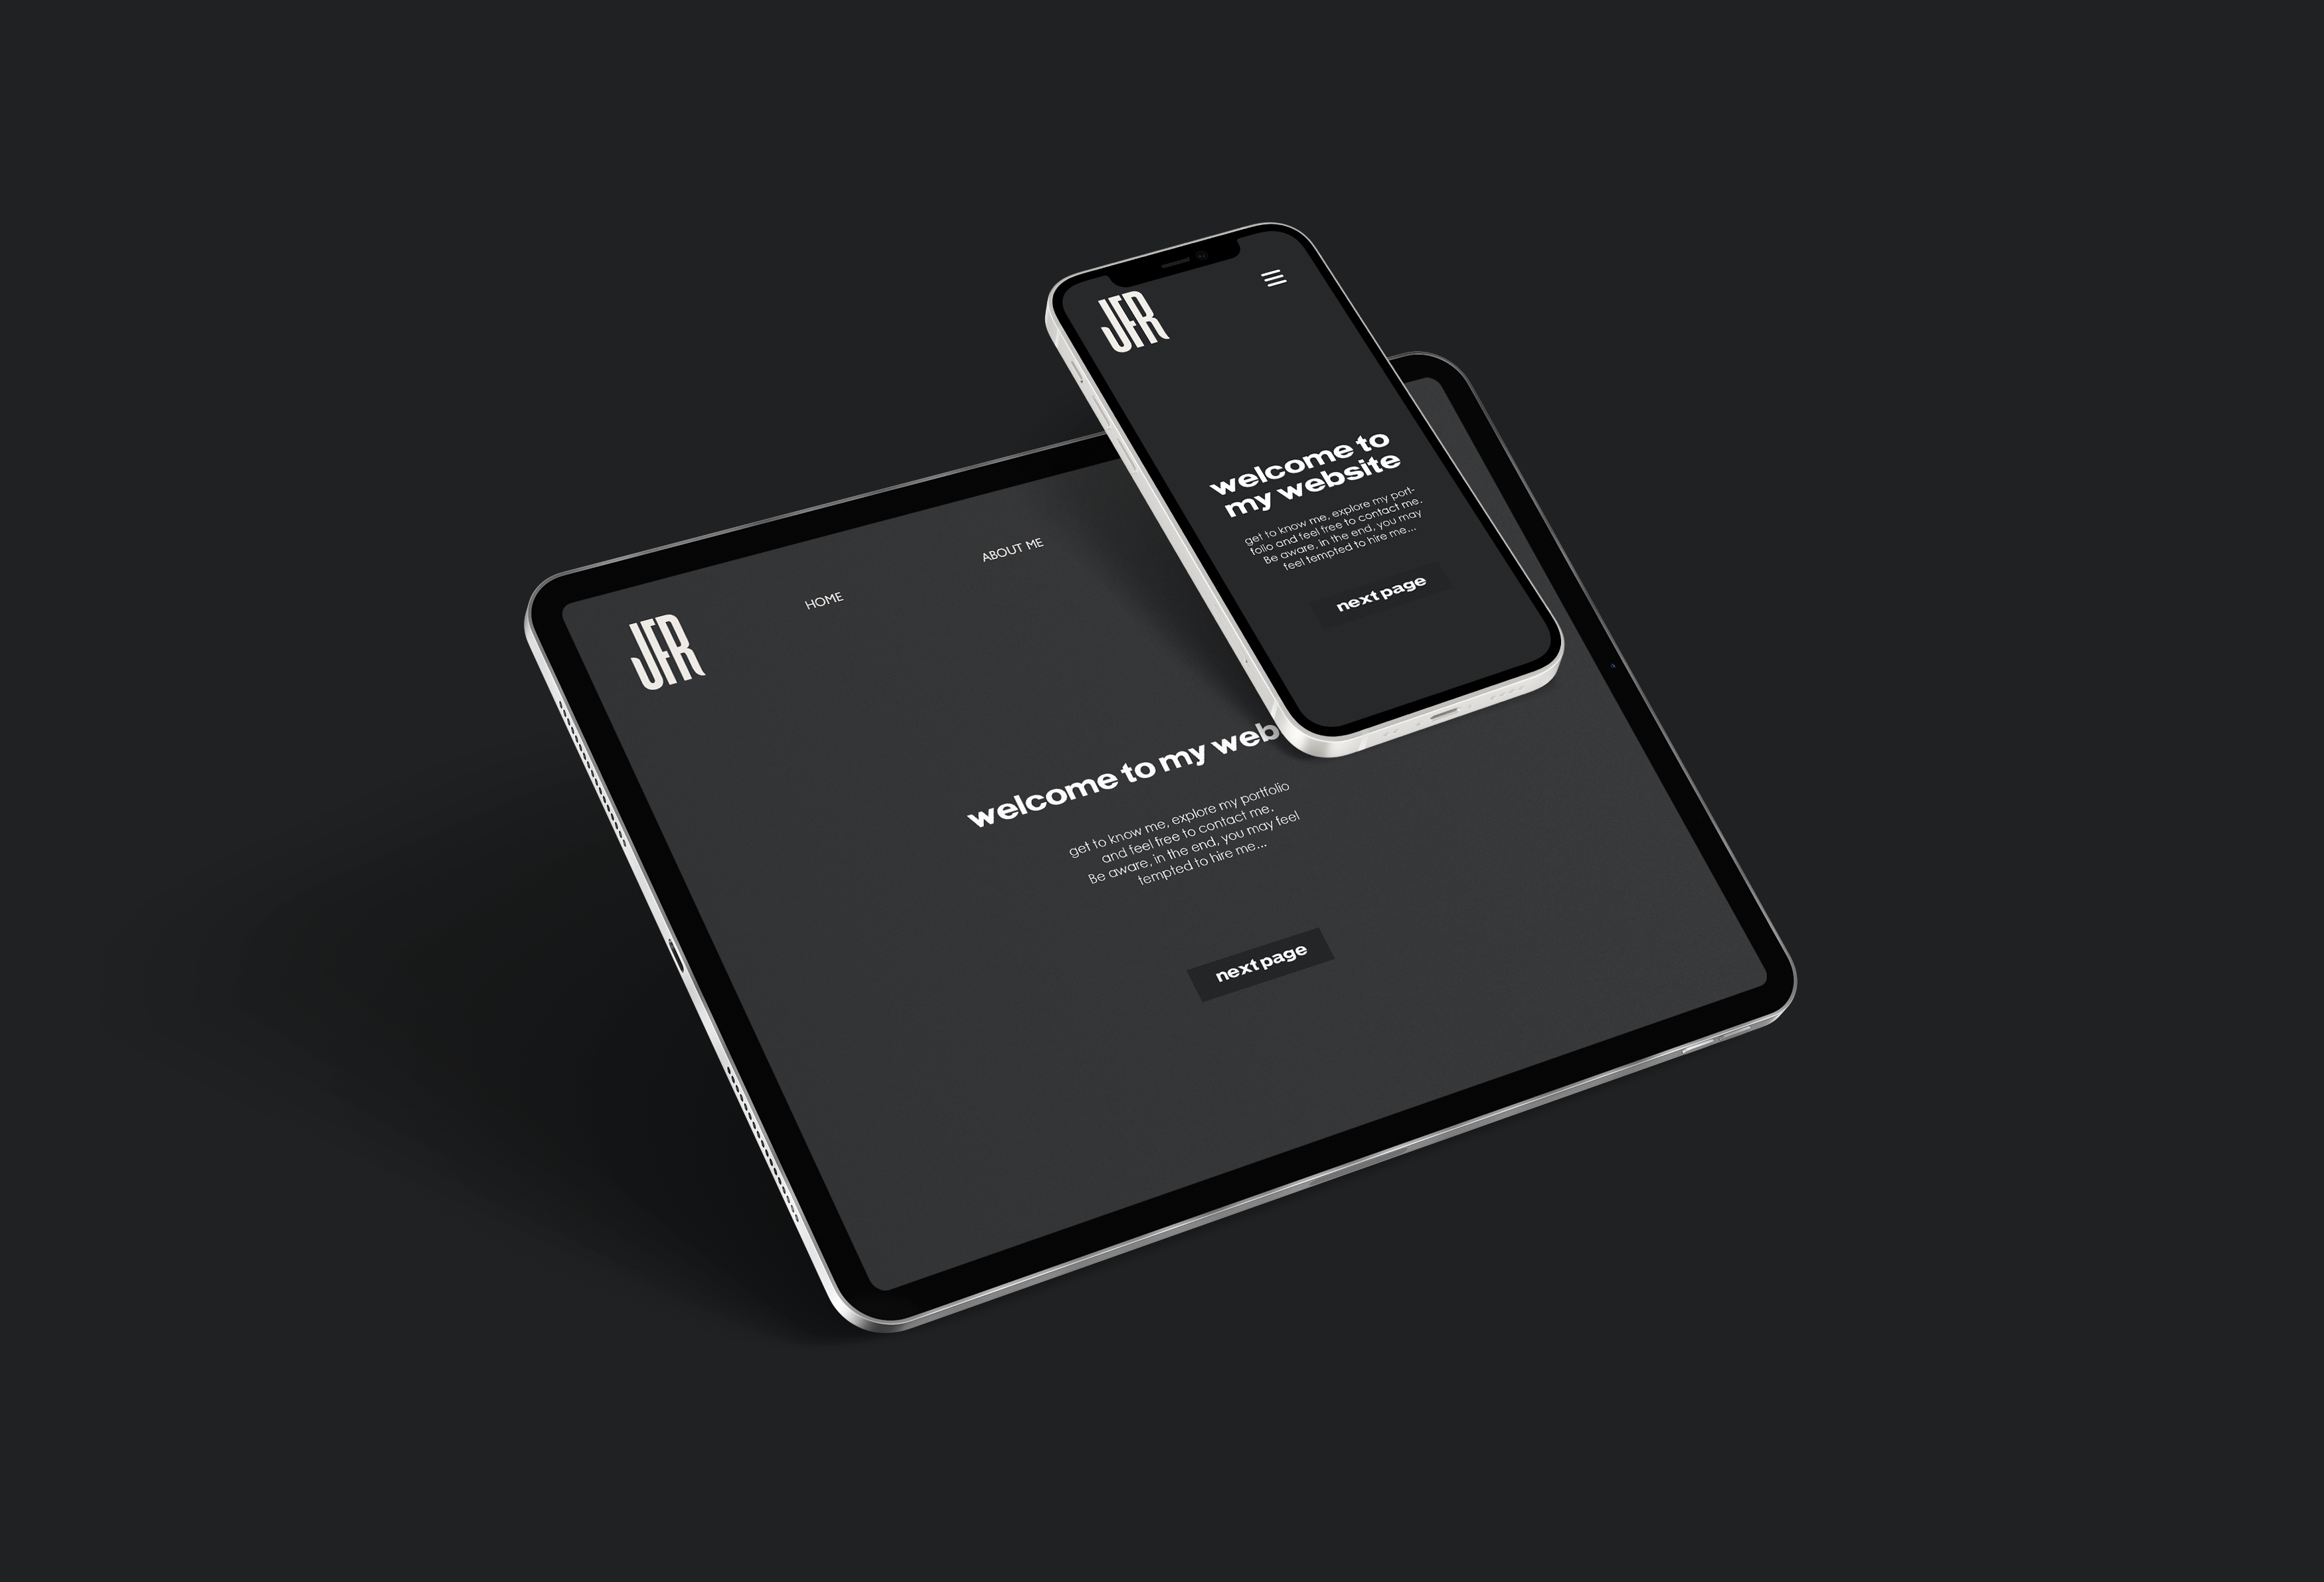 JFR
welcome to
my website
get to know me, explore my port-
folio and feel free to contact me.
Be aware, in the end, you may
feel tempted to hire me...
next page
JFR
HOME
ABOUT ME
welcome to my web
get to know me, explore my portfolio
and feel free to contact me.
Be aware, in the end, you may feel
tempted to hire me...
next page